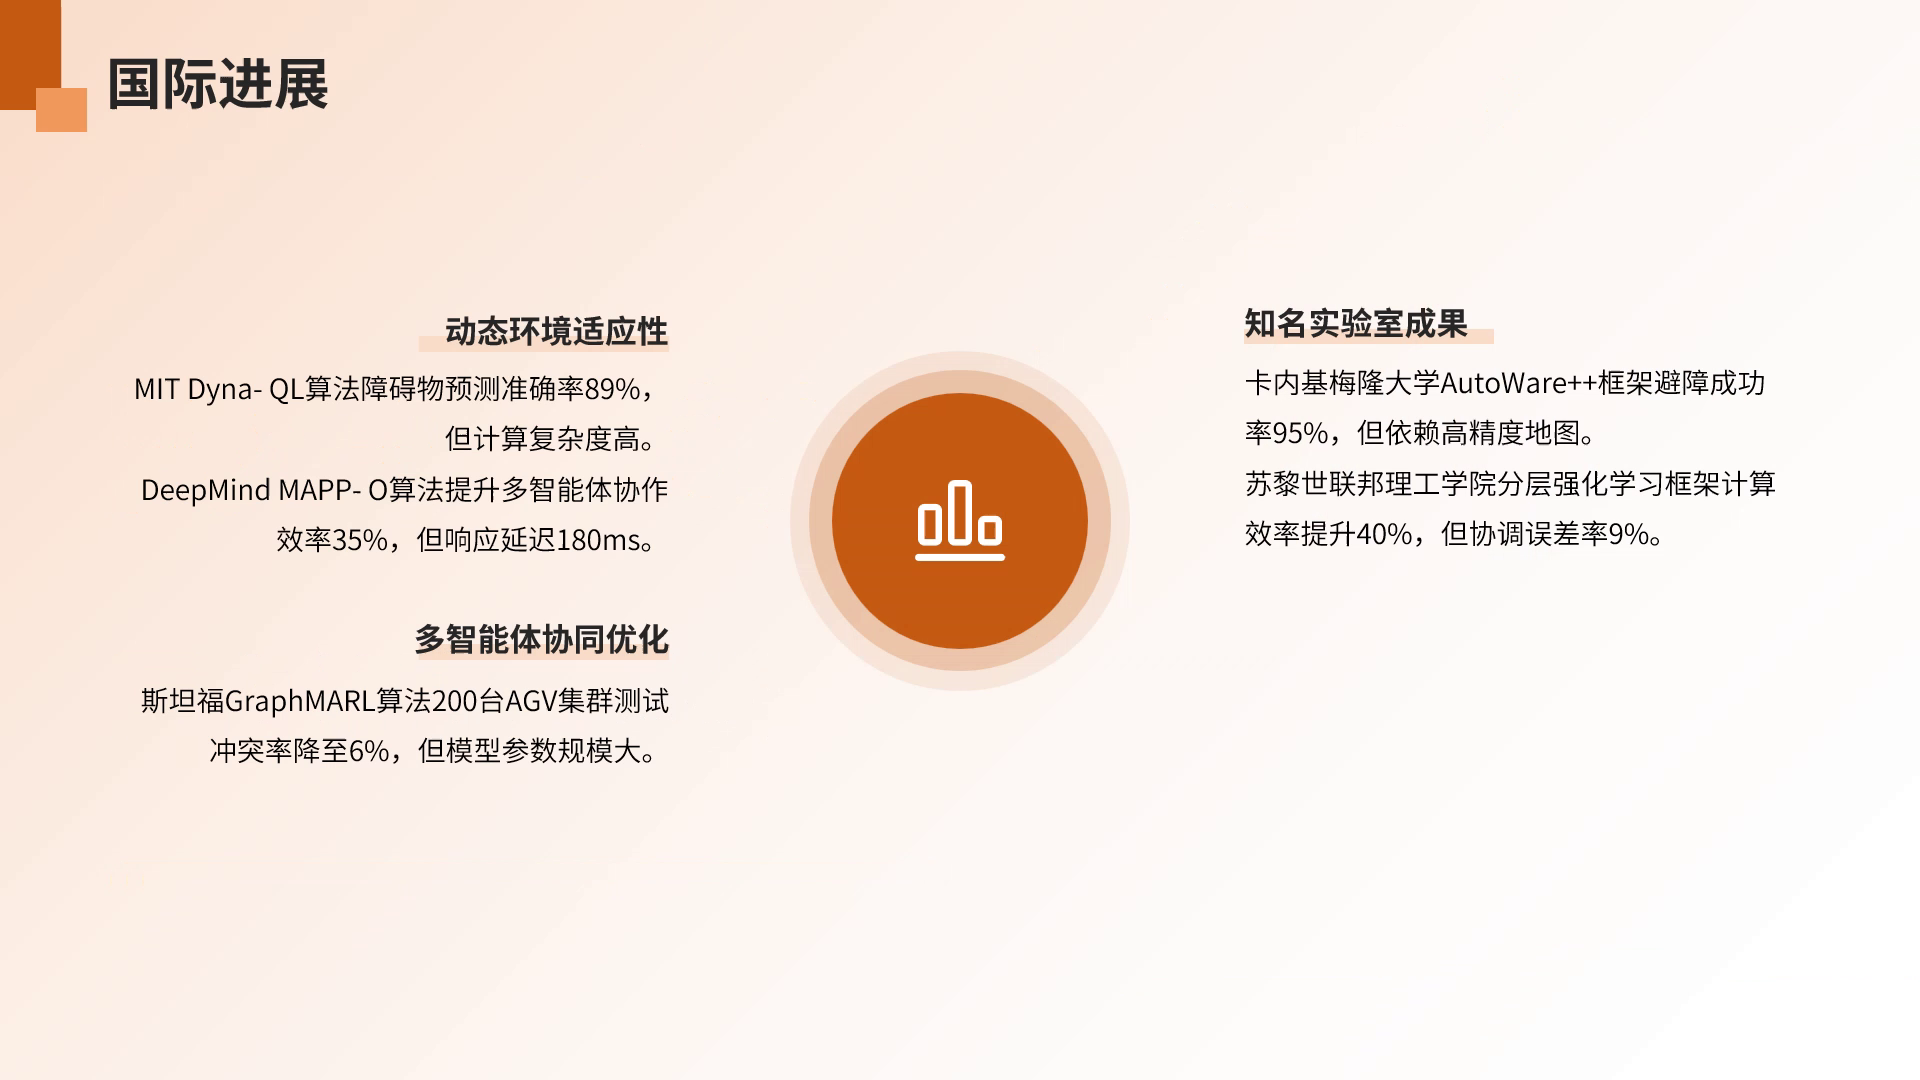 国际进展
动态环境适应性
MIT Dyna- QL算法障碍物预测准确率89%，
但计算复杂度高。
DeepMind MAPP- O算法提升多智能体协作
效率35%，但响应延迟180ms。
多智能体协同优化
斯坦福GraphMARL算法200台AGV集群测试
冲突率降至6%，但模型参数规模大。
知名实验室成果
卡内基梅隆大学AutoWare++框架避障成功
率95%，但依赖高精度地图。
苏黎世联邦理工学院分层强化学习框架计算
效率提升40%，但协调误差率9%。